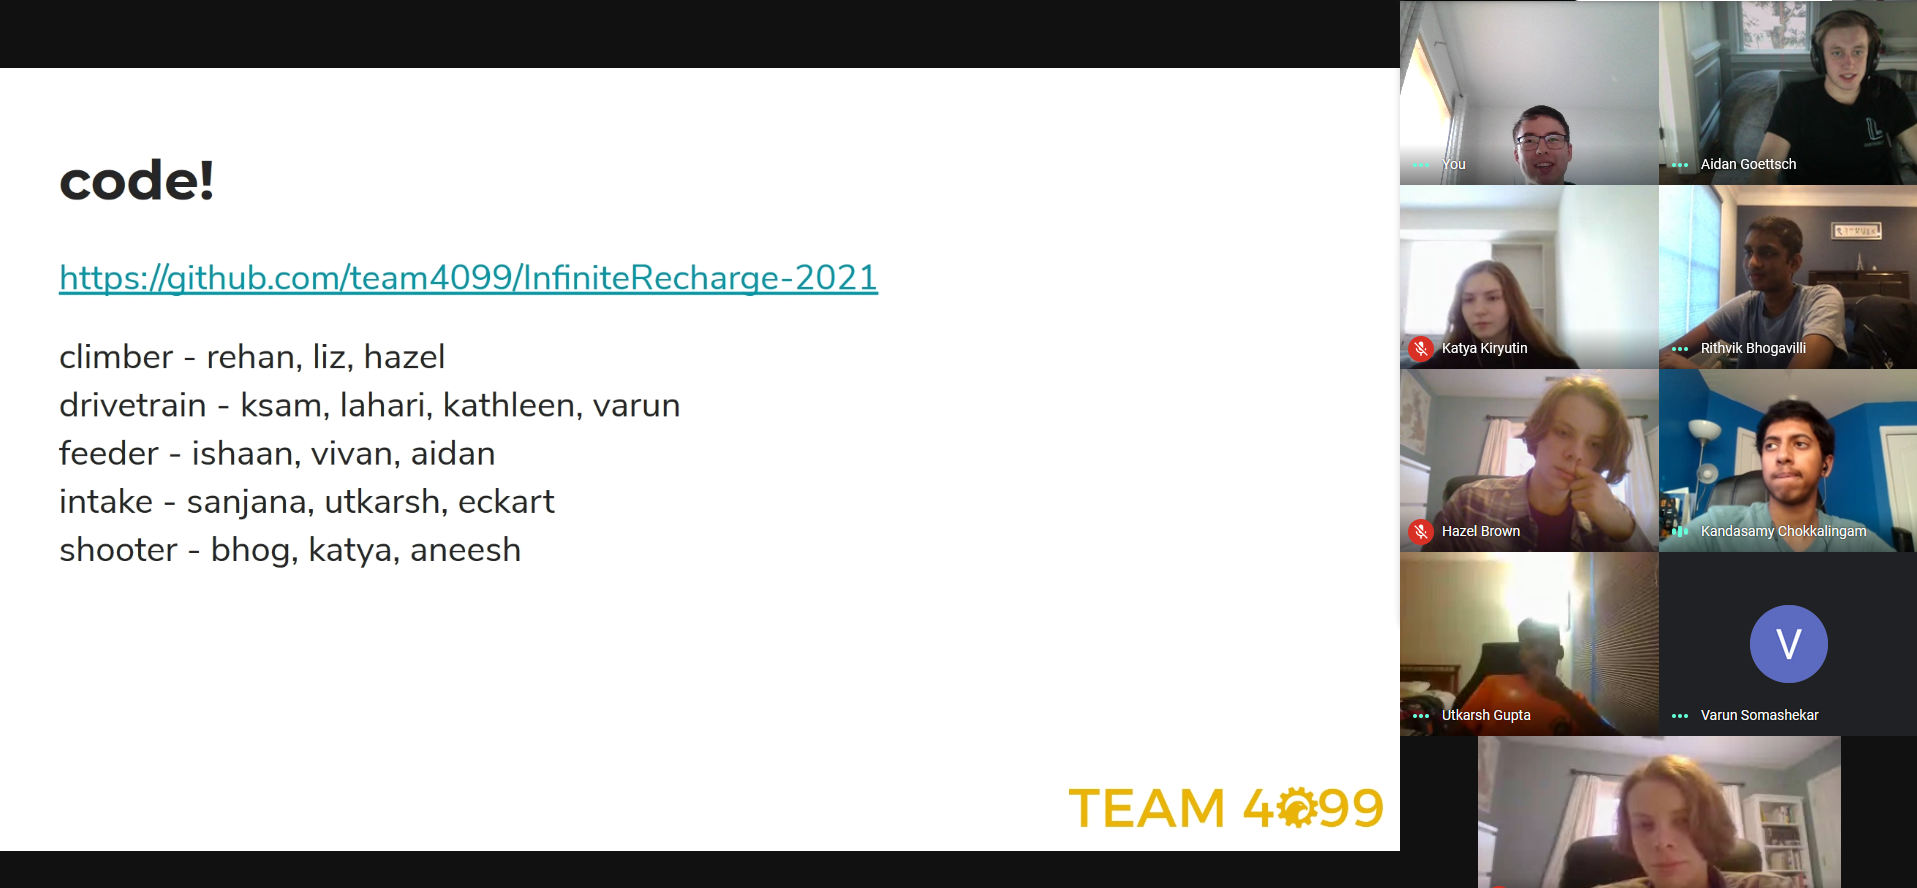 code!
https://github.com/team4099/InfiniteRecharge-2021
climber - rehan, liz, hazel
drivetrain - ksam, lahari, kathleen, varun
feeder - ishaan, vivan, aidan
intake - sanjana, utkarsh, eckart
shooter - bhog, katya, aneesh
TEAM 4099
You
Aidan Goettsch
Katya Kiryutin
Rithvik Bhogavilli
Hazel Brown
Kandasamy Chokkalingam
Utkarsh Gupta
V
Varun Somashekar